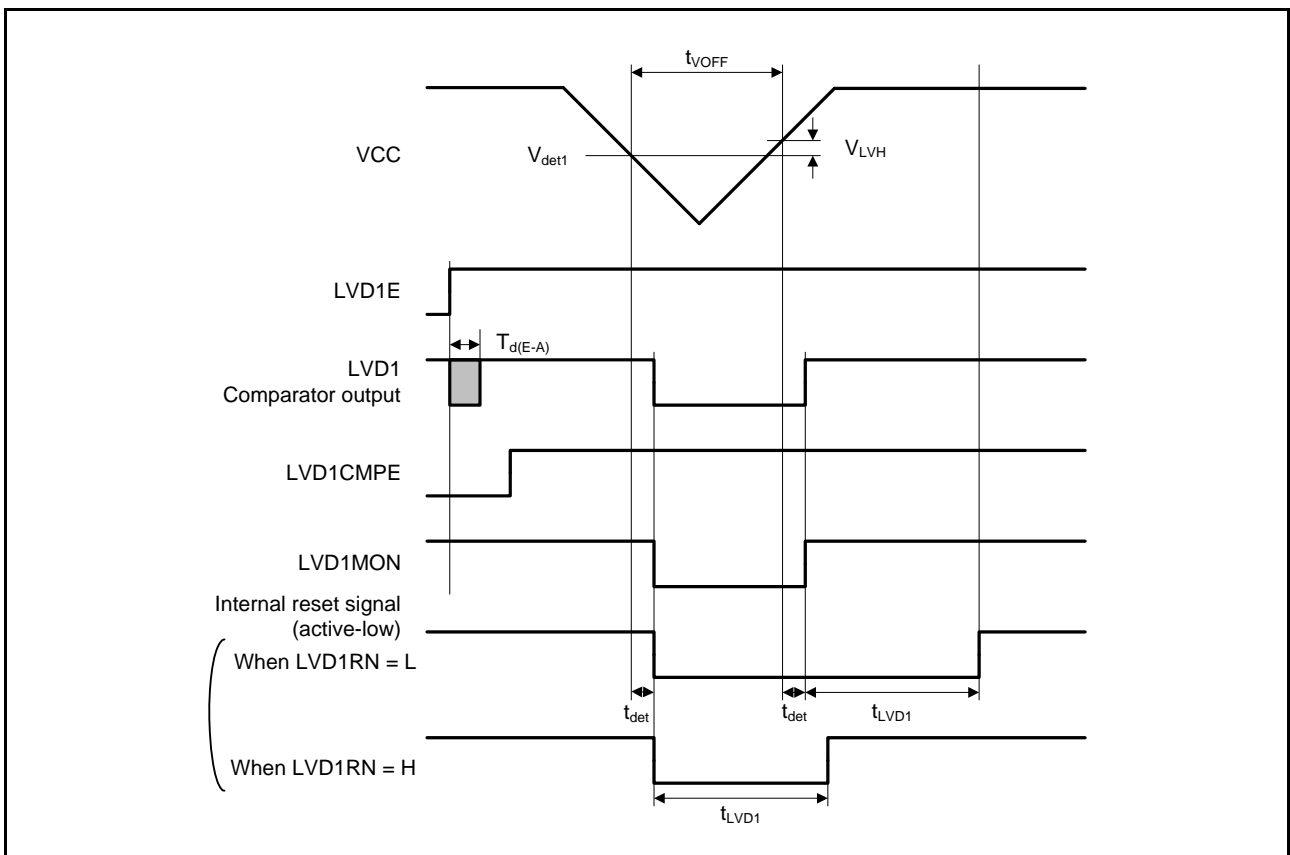 tVOFF
VCC
Vdet1
VLVH
LVD1E
Td(E-A)
LVD1
Comparator output
LVD1CMPE
LVD1MON
Internal reset signal
(active-low)
When LVD1RN = L
tdet
tdet
tLVD1
When LVD1RN = H
tLVD1